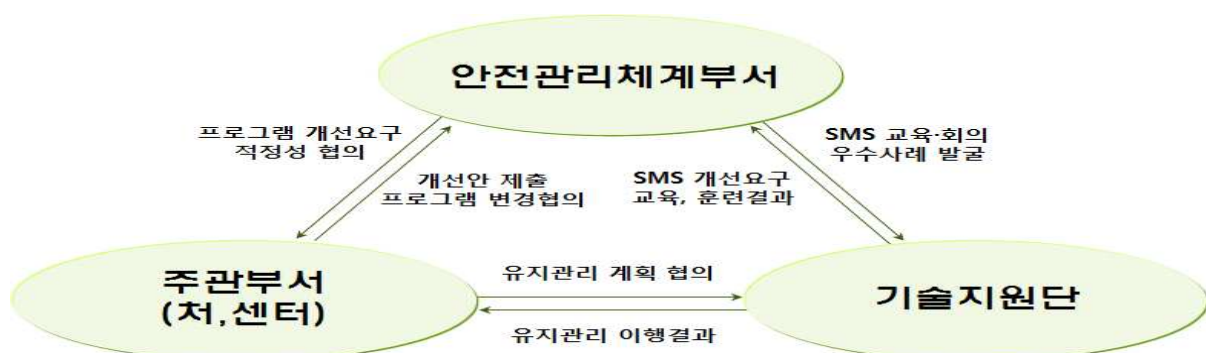 안전관리체계부서
프로그램 개선요구
적정성 협의
SMS 교육·회의
우수사례 발굴
개선안 제출
프로그램 변경협의
SMS 개선요구
교육, 훈련결과
주관부서
(처,센터)
유지관리 계획 협의
유지관리 이행결과
기술지원단